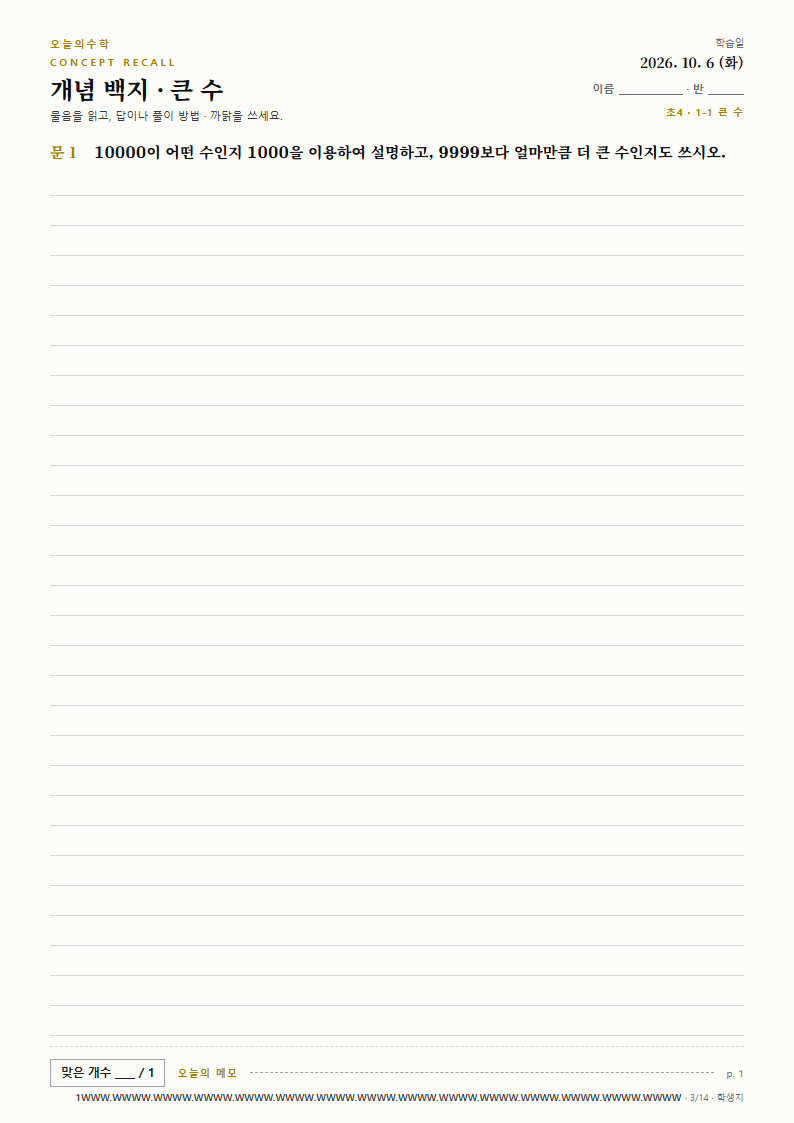 오늘의수학
CONCEPT RECALL
개념 백지 · 큰 수
물음을 읽고, 답이나 풀이 방법 · 까닭을 쓰세요.
학습일
2026. 10. 6 (화)
이름 ___________ · 반 ______
초4 · 1-1 큰 수
문 1 10000이 어떤 수인지 1000을 이용하여 설명하고, 9999보다 얼마만큼 더 큰 수인지도 쓰시오.
맞은 개수 ___ / 1
오늘의 메모
p. 1
1WWW.WWWW.WWWW.WWWW.WWWW.WWWW.WWWW.WWWW.WWWW.WWWW.WWWW.WWWW.WWWW.WWWW.WWWW · 3/14 · 학생지